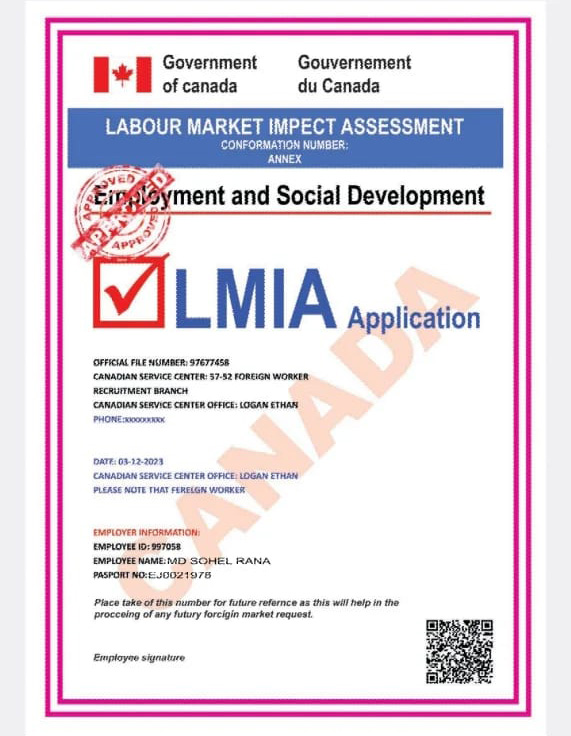 Government
of canada
Gouvernement
du Canada
LABOUR MARKET IMPECT ASSESSMENT
CONFORMATION NUMBER:
ANNEX
APPROVED
APPROVED
APPROVED
Employment and Social Development
LMIA Application
CANADA
OFFICIAL FILE NUMBER: 97677458
CANADIAN SERVICE CENTER: 57-52 FOREIGN WORKER
RECRUITMENT BRANCH
CANADIAN SERVICE CENTER OFFICE: LOGAN ETHAN
PHONE:xxxxxxxxx
DATE: 03-12-2023
CANADIAN SERVICE CENTER OFFICE: LOGAN ETHAN
PLEASE NOTE THAT FERELGN WORKER
EMPLOYER INFORMATION:
EMPLOYEE ID: 997058
EMPLOYEE NAME: MD SOHEL RANA
PASPORT NO: EJ0021978
Place take of this number for future refernce as this will help in the
procceing of any futury forcigin market request.
Employee signature